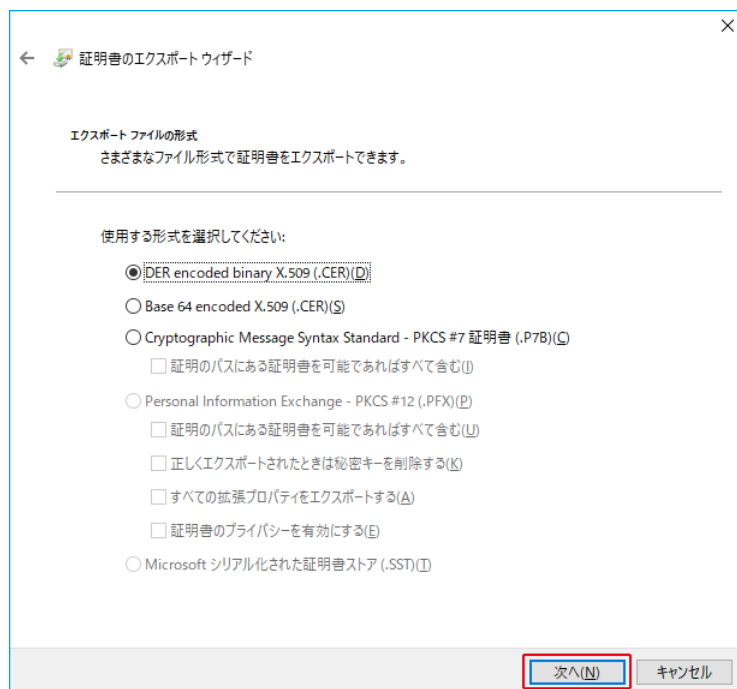 証明書のエクスポート ウィザード
エクスポート ファイルの形式
さまざまなファイル形式で証明書をエクスポートできます。
使用する形式を選択してください:
DER encoded binary X.509 (.CER)(D)
Base 64 encoded X.509 (.CER)(S)
Cryptographic Message Syntax Standard - PKCS #7 証明書 (.P7B)(C)
証明のパスにある証明書を可能であればすべて含む(I)
Personal Information Exchange - PKCS #12 (.PFX)(P)
証明のパスにある証明書を可能であればすべて含む(U)
正しくエクスポートされたときは秘密キーを削除する(K)
すべての拡張プロパティをエクスポートする(A)
証明書のプライバシーを有効にする(E)
Microsoft シリアル化された証明書ストア (.SST)(T)
次へ(N) キャンセル